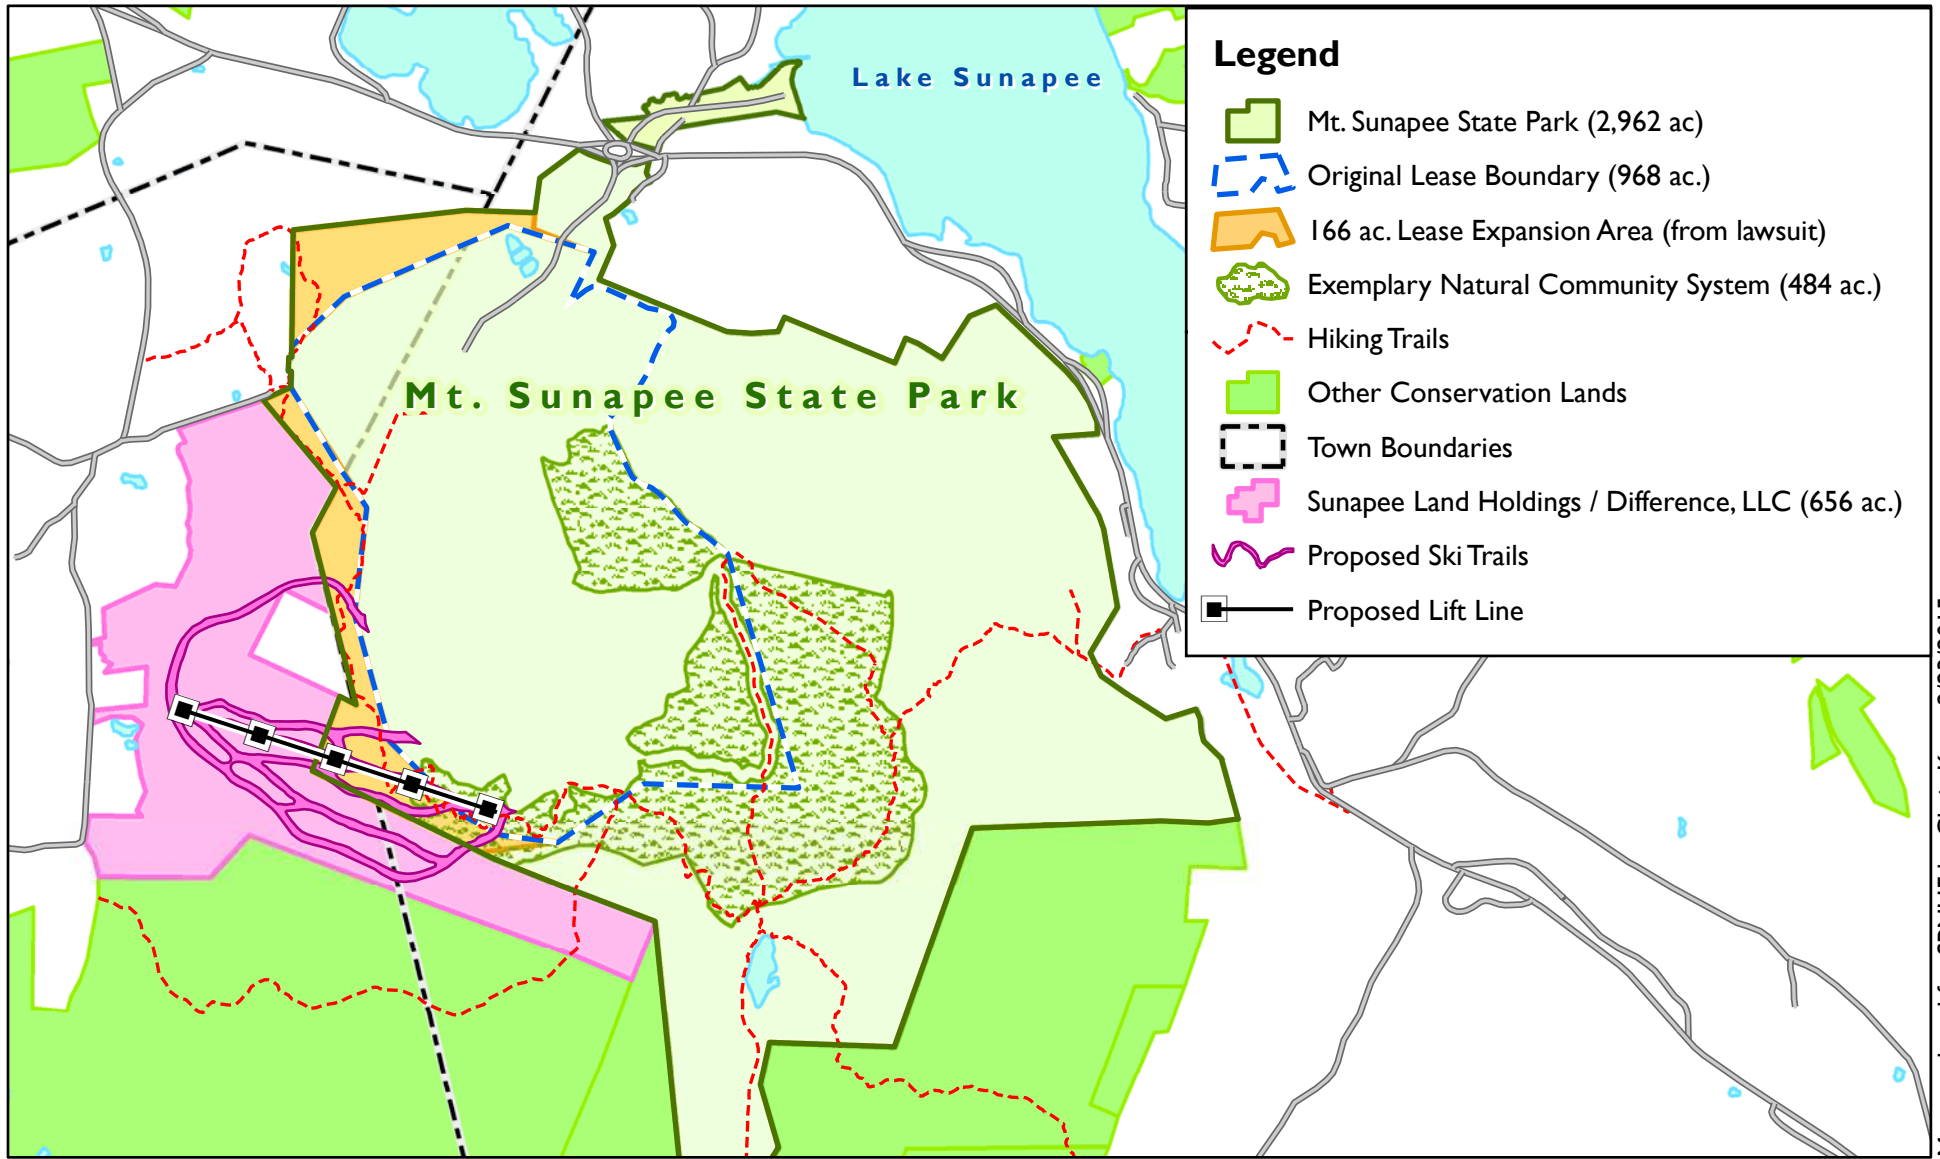 Lake Sunapee
Mt. Sunapee State Park
Legend
Mt. Sunapee State Park (2,962 ac)
Original Lease Boundary (968 ac.)
166 ac. Lease Expansion Area (from lawsuit)
Exemplary Natural Community System (484 ac.)
Hiking Trails
Other Conservation Lands
Town Boundaries
Sunapee Land Holdings / Difference, LLC (656 ac.)
Proposed Ski Trails
Proposed Lift Line